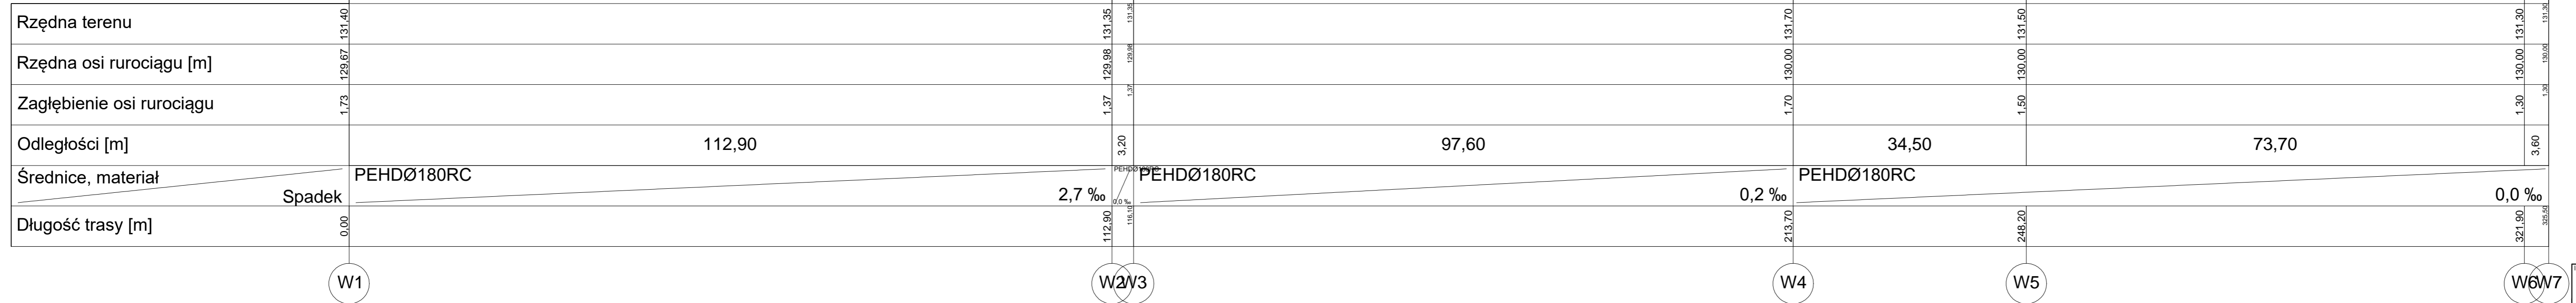 Rzędna terenu 131,40 131,35 131,35 131,70 131,50 131,30 131,30
Rzędna osi rurociągu [m] 129,67 129,98 129,98 130,00 130,00 130,00 130,00
Zagłębienie osi rurociągu 1,73 1,37 1,37 1,70 1,50 1,30 1,30
Odległości [m] 112,90 3,20 97,60 34,50 73,70 3,60
Średnice, materiał PEHDØ180RC PEHDØ180RC PEHDØ180RC PEHDØ180RC
Spadek 2,7 ‰ 0,0 ‰ 0,2 ‰ 0,0 ‰
Długość trasy [m] 0,00 112,90 116,10 213,70 248,20 321,90 325,50
W1 W2 W3 W4 W5 W6 W7